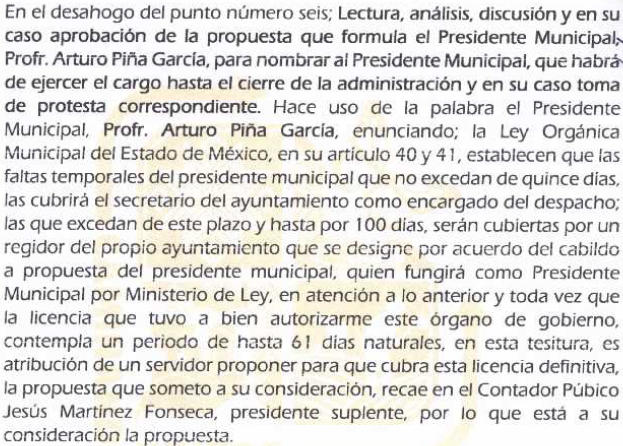 En el desahogo del punto número seis; Lectura, análisis, discusión y en su
caso aprobación de la propuesta que formula el Presidente Municipal,
Profr. Arturo Piña García, para nombrar al Presidente Municipal, que habrá
de ejercer el cargo hasta el cierre de la administración y en su caso toma
de protesta correspondiente. Hace uso de la palabra el Presidente
Municipal, Profr. Arturo Piña García, enunciando; la Ley Orgánica
Municipal del Estado de México, en su artículo 40 y 41, establecen que las
faltas temporales del presidente municipal que no excedan de quince días,
las cubrirá el secretario del ayuntamiento como encargado del despacho;
las que excedan de este plazo y hasta por 100 días, serán cubiertas por un
regidor del propio ayuntamiento que se designe por acuerdo del cabildo
a propuesta del presidente municipal, quien fungirá como Presidente
Municipal por Ministerio de Ley, en atención a lo anterior y toda vez que
la licencia que tuvo a bien autorizarme este órgano de gobierno,
contempla un periodo de hasta 61 días naturales, en esta tesitura, es
atribución de un servidor proponer para que cubra esta licencia definitiva,
la propuesta que someto a su consideración, recae en el Contador Púbico
Jesús Martínez Fonseca, presidente suplente, por lo que está a su
consideración la propuesta.